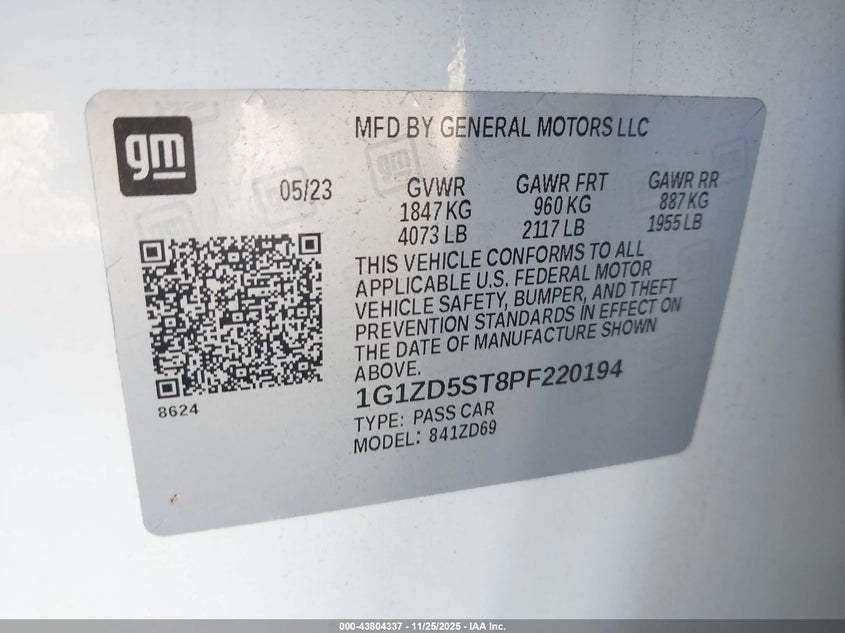 gm
MFD BY GENERAL MOTORS LLC
05/23
GVWR GAWR FRT GAWR RR
1847 KG 960 KG 887 KG
4073 LB 2117 LB 1955 LB
THIS VEHICLE CONFORMS TO ALL
APPLICABLE U.S. FEDERAL MOTOR
VEHICLE SAFETY, BUMPER, AND THEFT
PREVENTION STANDARDS IN EFFECT ON
THE DATE OF MANUFACTURE SHOWN
ABOVE.
1G1ZD5ST8PF220194
TYPE: PASS CAR
MODEL: 841ZD69
8624
000-43804337 - 11/25/2025 - IAA Inc.